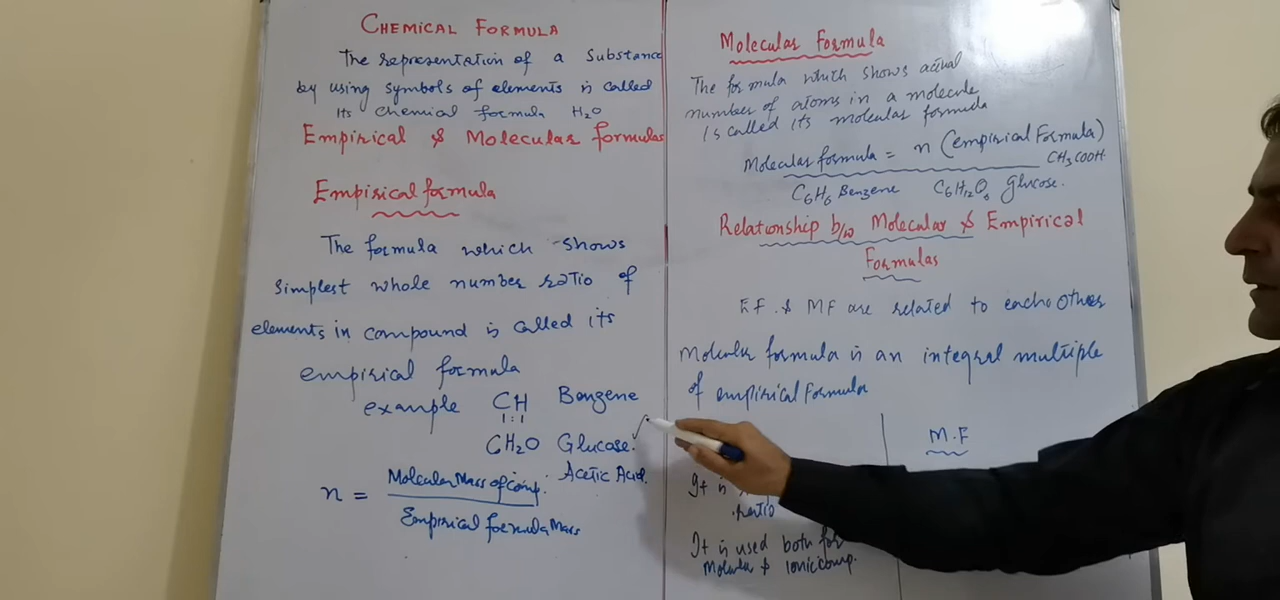 CHEMICAL FORMULA
The representation of a Substance
by using symbols of elements is called
Its chemical formula H₂O
Empirical & Molecular formulas
Empirical formula
The formula which shows
Simplest whole number ratio of
elements in compound is called its
empirical formula
example CH Benzene
1:1
CH2O Glucose.
Acetic Acid.
n = Molecular Mass of Comp.
Empirical formula Mass
Molecular Formula
The formula which shows actual
number of atoms in a molecule
Is called its molecular formula
Molecular formula = n (empirical Formula)
CH3COOH
C6H6 Benzene C6H12O6 Glucose.
Relationship b/w Molecular & Empirical
Formulas
E.F. & MF are related to each other
Molecular formula is an integral multiple
of empirical formula
M.F
It is
ratio
It is used both for
Molecular & Ionic comp.